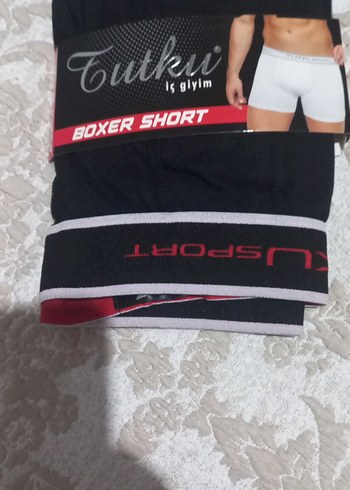 Tutku
iç giyim
BOXER SHORT
KUSPORT